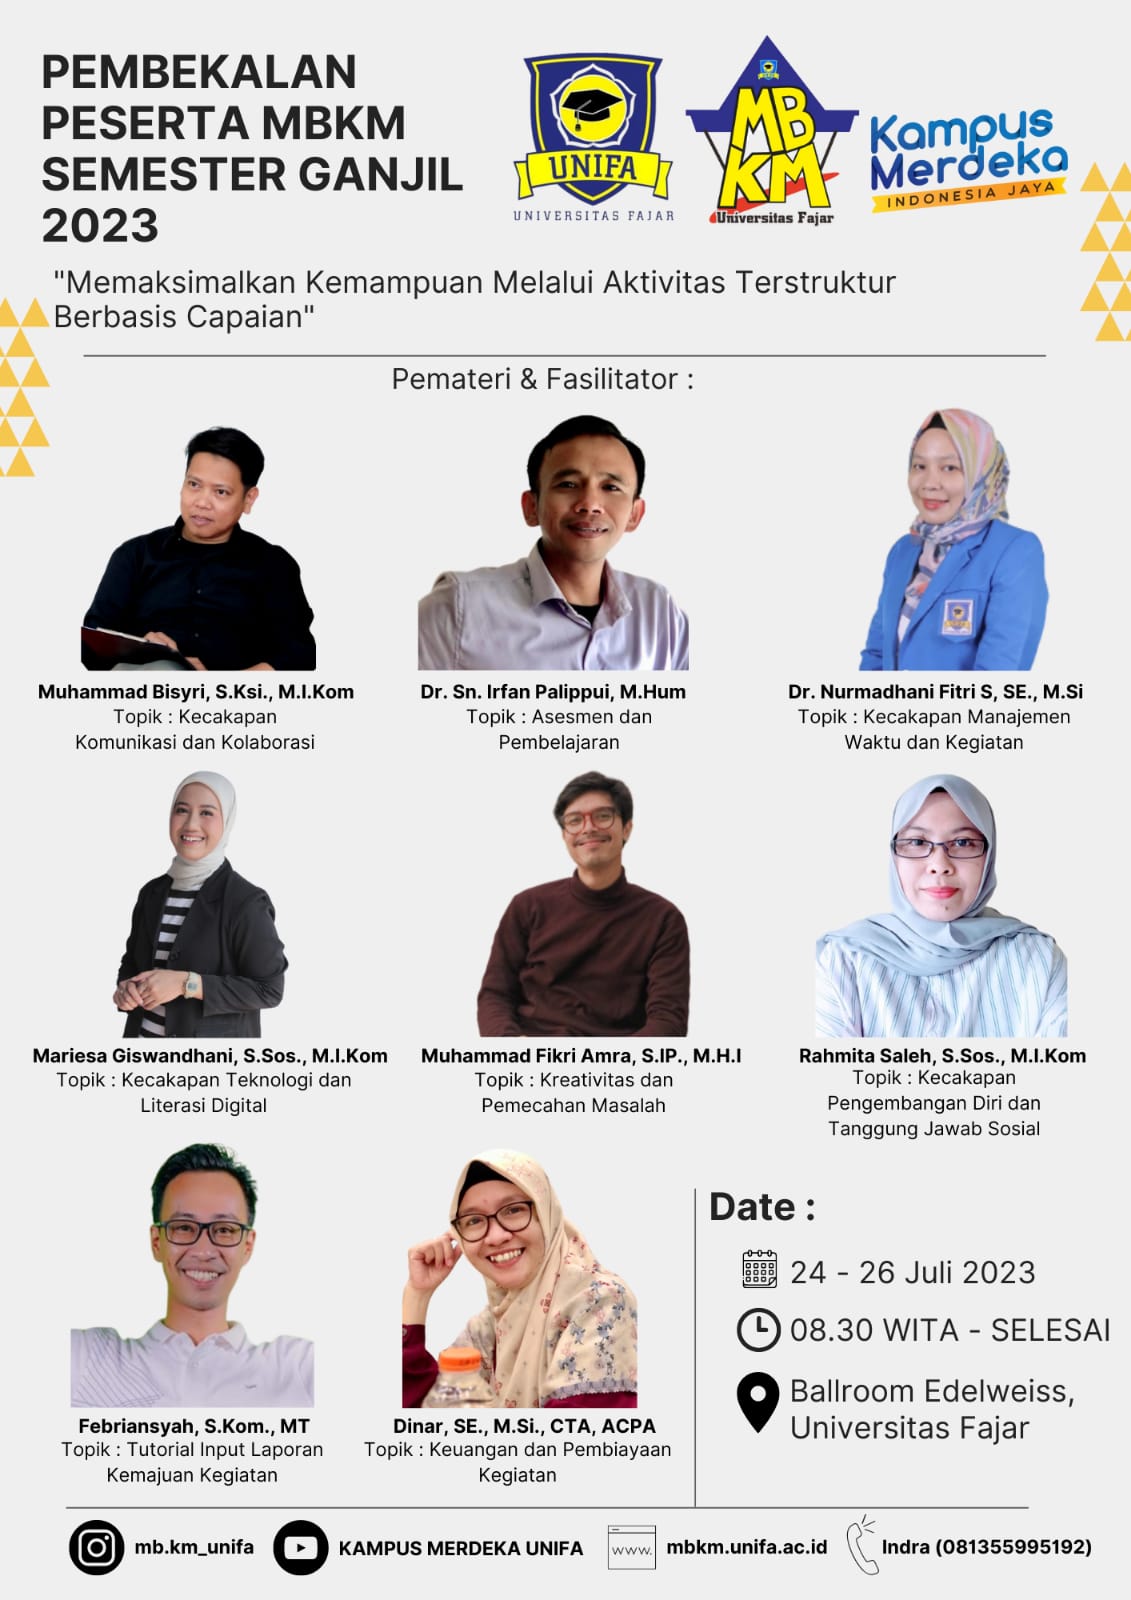 PEMBEKALAN
PESERTA MBKM
SEMESTER GANJIL
2023
UNIFA
UNIVERSITAS FAJAR
MB
KM
Universitas Fajar
Kampus
Merdeka
INDONESIA JAYA
"Memaksimalkan Kemampuan Melalui Aktivitas Terstruktur
Berbasis Capaian"
Pemateri & Fasilitator :
Muhammad Bisyri, S.Ksi., M.I.Kom
Topik : Kecakapan
Komunikasi dan Kolaborasi
Dr. Sn. Irfan Palippui, M.Hum
Topik : Asesmen dan
Pembelajaran
Dr. Nurmadhani Fitri S, SE., M.Si
Topik : Kecakapan Manajemen
Waktu dan Kegiatan
Mariesa Giswandhani, S.Sos., M.I.Kom
Topik : Kecakapan Teknologi dan
Literasi Digital
Muhammad Fikri Amra, S.IP., M.H.I
Topik : Kreativitas dan
Pemecahan Masalah
Rahmita Saleh, S.Sos., M.I.Kom
Topik : Kecakapan
Pengembangan Diri dan
Tanggung Jawab Sosial
Febriansyah, S.Kom., MT
Topik : Tutorial Input Laporan
Kemajuan Kegiatan
Dinar, SE., M.Si., CTA, ACPA
Topik : Keuangan dan Pembiayaan
Kegiatan
Date :
24 - 26 Juli 2023
08.30 WITA - SELESAI
Ballroom Edelweiss,
Universitas Fajar
mb.km_unifa
KAMPUS MERDEKA UNIFA
www.
mbkm.unifa.ac.id
Indra (081355995192)